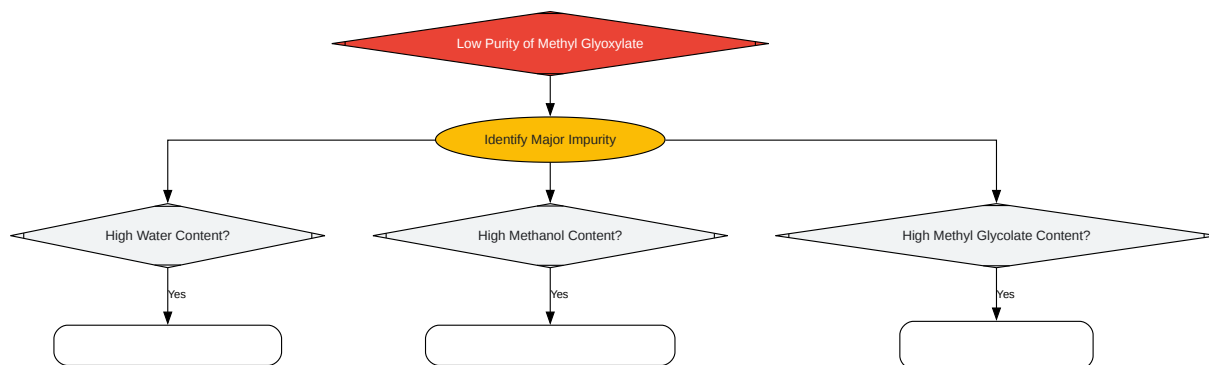 Low Purity of Methyl Glyoxylate
Identify Major Impurity
High Water Content?
High Methanol Content?
High Methyl Glycolate Content?
Yes
Yes
Yes